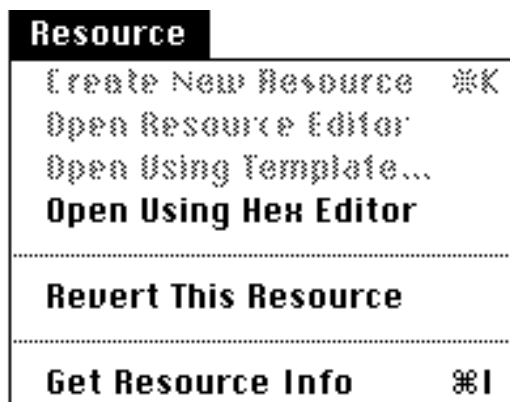 Resource
Create New Resource ⌘K
Open Resource Editor
Open Using Template...
Open Using Hex Editor
Revert This Resource
Get Resource Info ⌘I